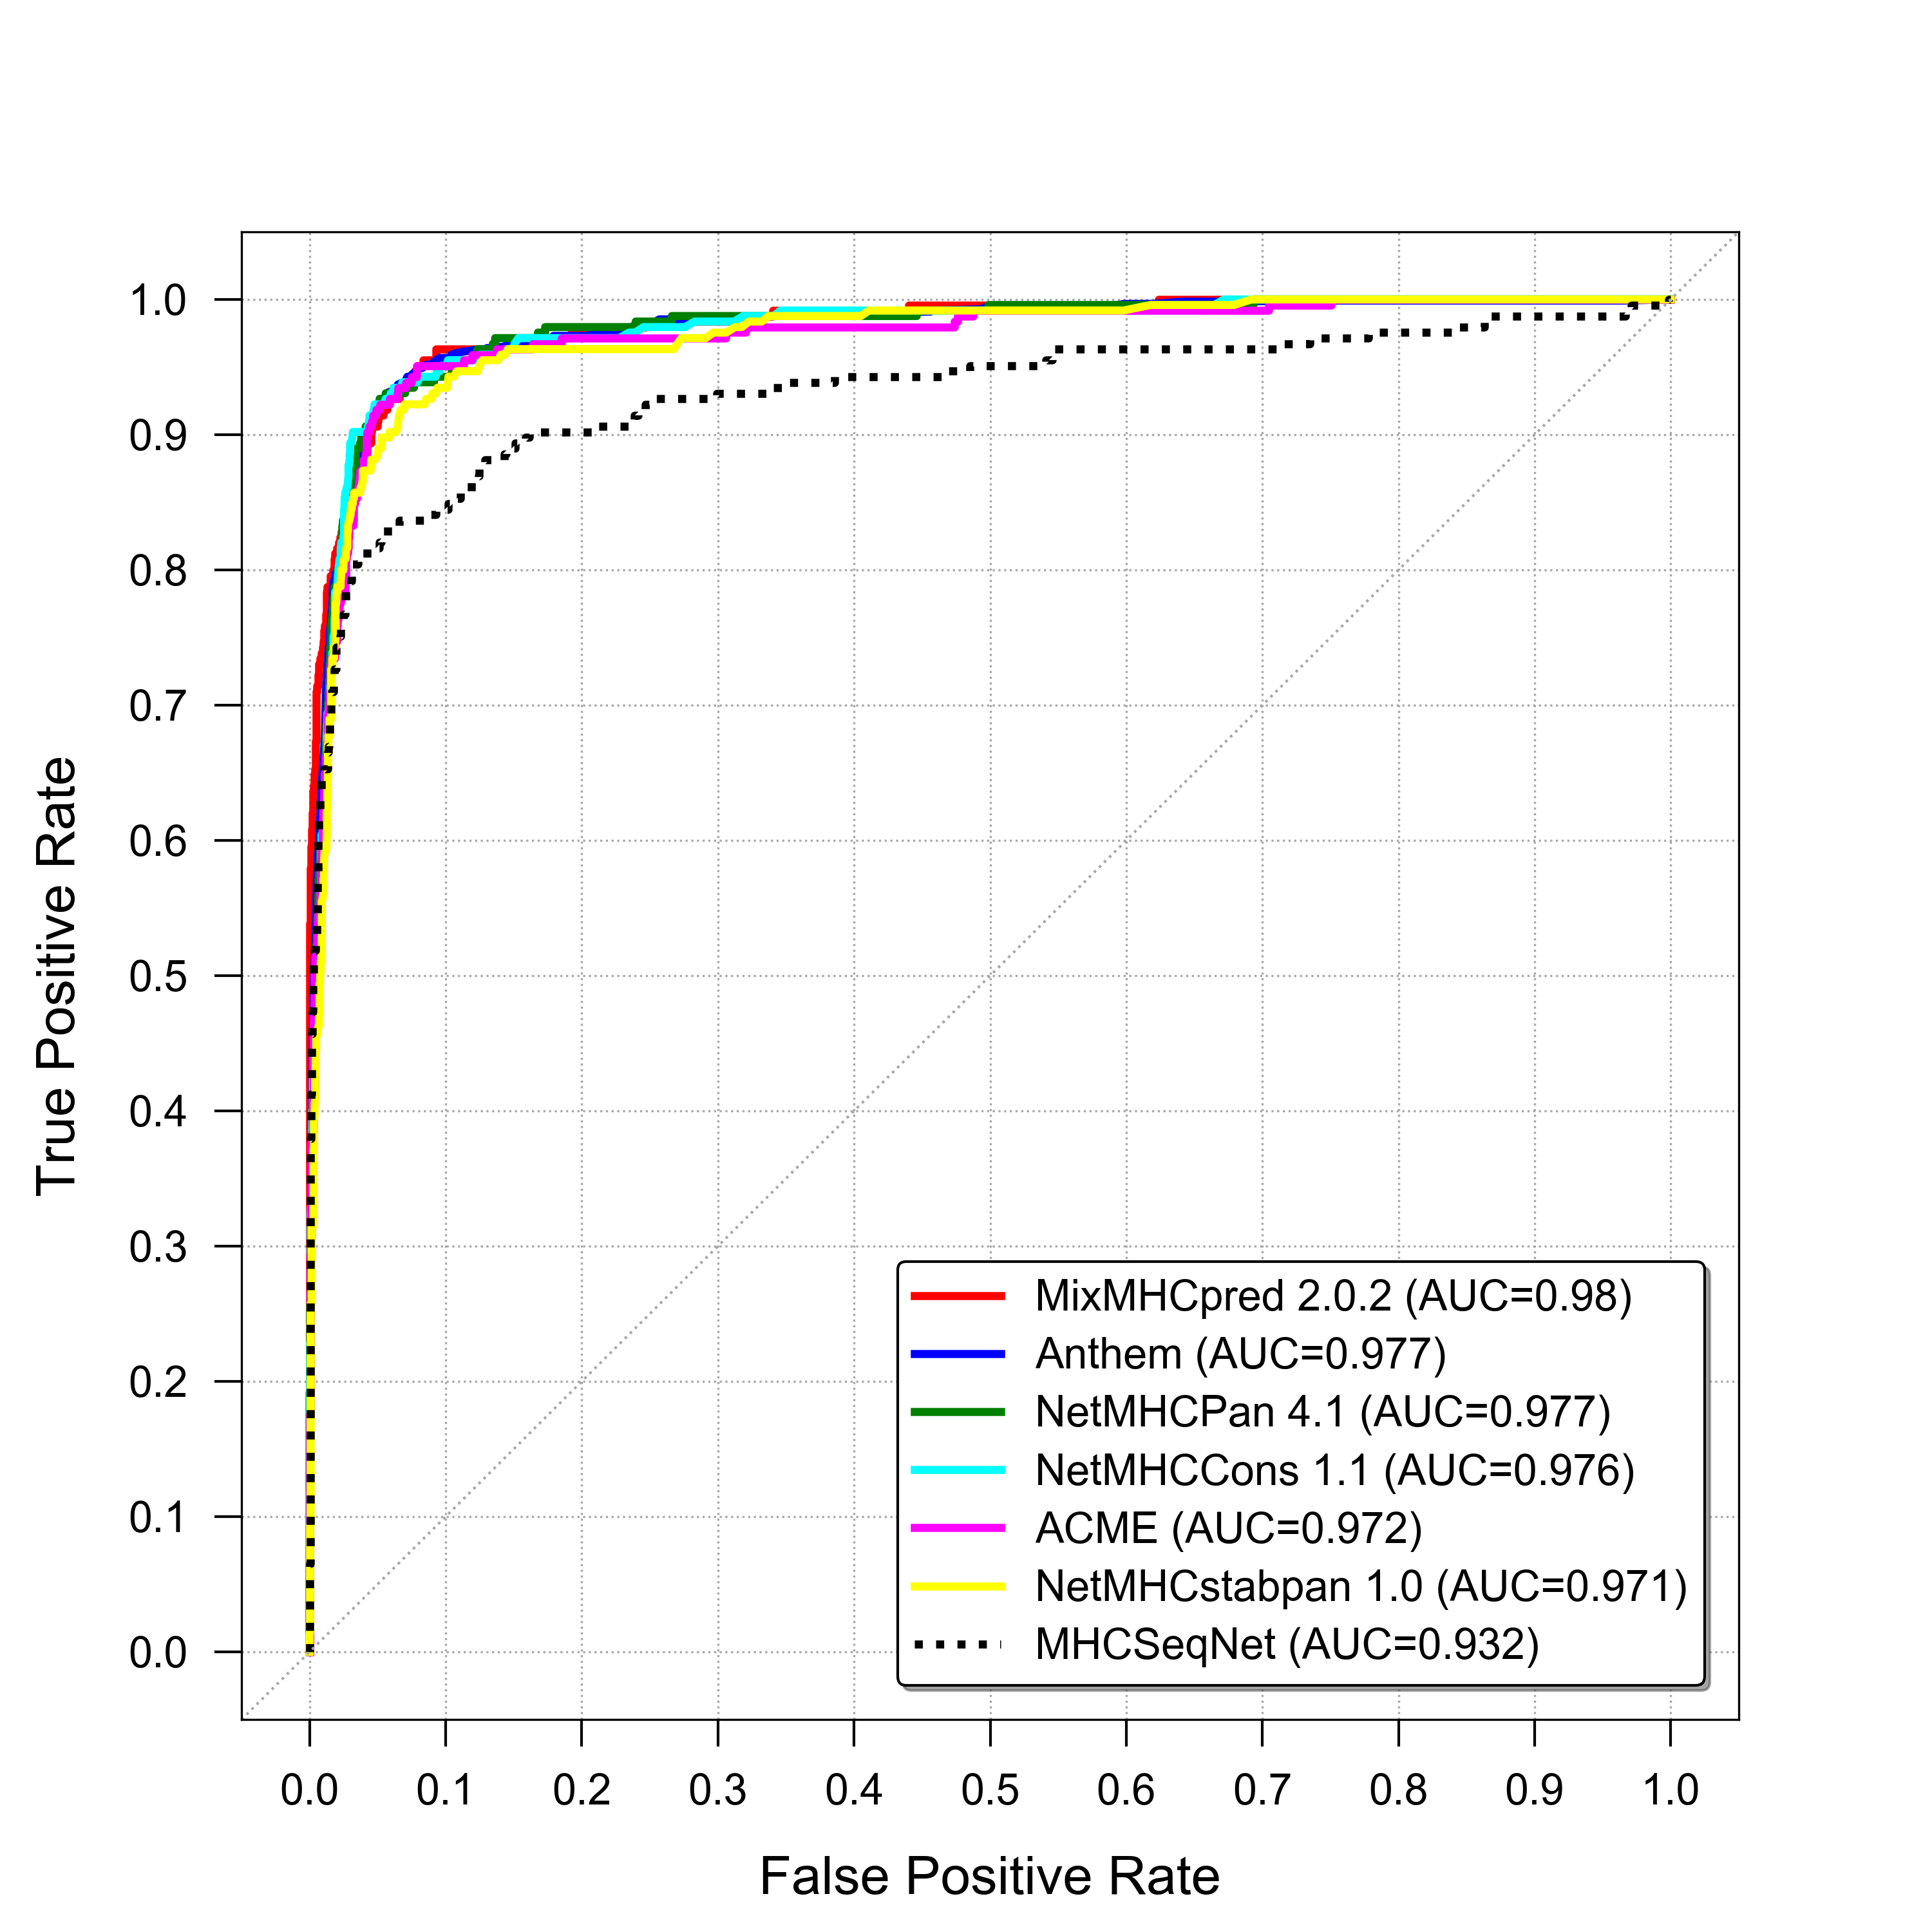 1.0
0.9
0.8
0.7
0.6
0.5
0.4
0.3
0.2
0.1
0.0
True Positive Rate
MixMHCpred 2.0.2 (AUC=0.98)
Anthem (AUC=0.977)
NetMHCPan 4.1 (AUC=0.977)
NetMHCCons 1.1 (AUC=0.976)
ACME (AUC=0.972)
NetMHCstabpan 1.0 (AUC=0.971)
MHCSeqNet (AUC=0.932)
0.0 0.1 0.2 0.3 0.4 0.5 0.6 0.7 0.8 0.9 1.0
False Positive Rate